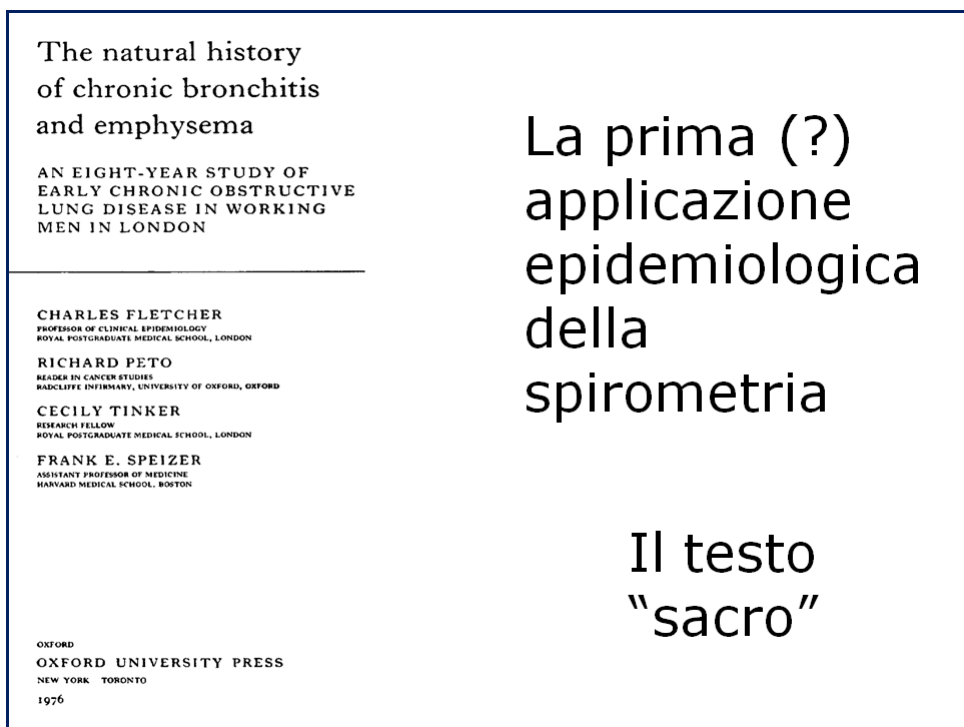 The natural history
of chronic bronchitis
and emphysema
AN EIGHT-YEAR STUDY OF
EARLY CHRONIC OBSTRUCTIVE
LUNG DISEASE IN WORKING
MEN IN LONDON
CHARLES FLETCHER
PROFESSOR OF CLINICAL EPIDEMIOLOGY
ROYAL POSTGRADUATE MEDICAL SCHOOL, LONDON
RICHARD PETO
READER IN CANCER STUDIES
RADCLIFFE INFIRMARY, UNIVERSITY OF OXFORD, OXFORD
CECILY TINKER
RESEARCH FELLOW
ROYAL POSTGRADUATE MEDICAL SCHOOL, LONDON
FRANK E. SPEIZER
ASSISTANT PROFESSOR OF MEDICINE
HARVARD MEDICAL SCHOOL, BOSTON
OXFORD
OXFORD UNIVERSITY PRESS
NEW YORK TORONTO
1976
La prima (?)
applicazione
epidemiologica
della
spirometria
Il testo
“sacro”